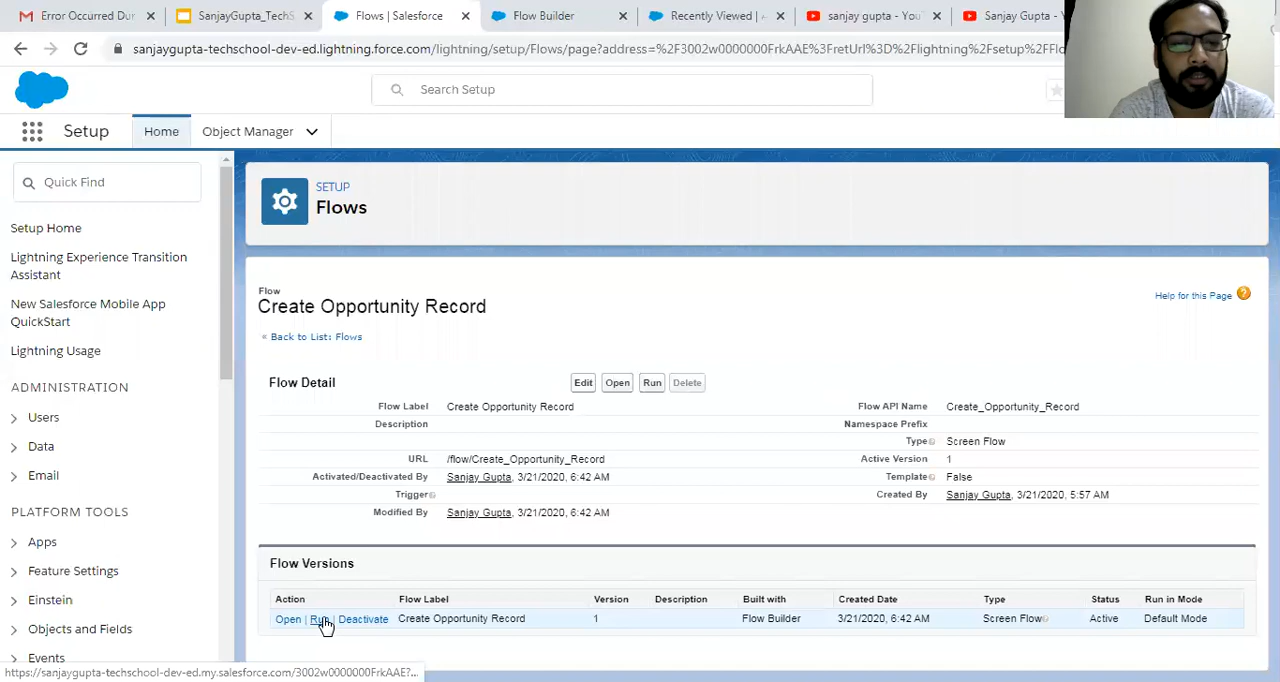 Error Occurred Du
SanjayGupta_TechS
Flows | Salesforce
Flow Builder
Recently Viewed |
sanjay gupta - You
Sanjay Gupta - Y
sanjaygupta-techschool-dev-ed.lightning.force.com/lightning/setup/Flows/page?address=%2F3002w0000000FrkAAE%3FretUrl%3D%2Flightning%2Fsetup%2FFl
Search Setup
Setup
Home
Object Manager
Quick Find
SETUP
Flows
Setup Home
Lightning Experience Transition
Assistant
New Salesforce Mobile App
QuickStart
Lightning Usage
ADMINISTRATION
Users
Data
Email
PLATFORM TOOLS
Apps
Feature Settings
Einstein
Objects and Fields
Events
Flow
Create Opportunity Record
Help for this Page
« Back to List: Flows
Flow Detail
Edit
Open
Run
Delete
Flow Label Create Opportunity Record
Flow API Name Create_Opportunity_Record
Description
Namespace Prefix
Type Screen Flow
URL /flow/Create_Opportunity_Record
Active Version 1
Activated/Deactivated By Sanjay Gupta, 3/21/2020, 6:42 AM
Template False
Trigger
Created By Sanjay Gupta, 3/21/2020, 5:57 AM
Modified By Sanjay Gupta, 3/21/2020, 6:42 AM
Flow Versions
Action Flow Label Version Description Built with Created Date Type Status Run in Mode
Open | Run | Deactivate Create Opportunity Record 1 Flow Builder 3/21/2020, 6:42 AM Screen Flow Active Default Mode
https://sanjaygupta-techschool-dev-ed.my.salesforce.com/3002w0000000FrkAAE?...